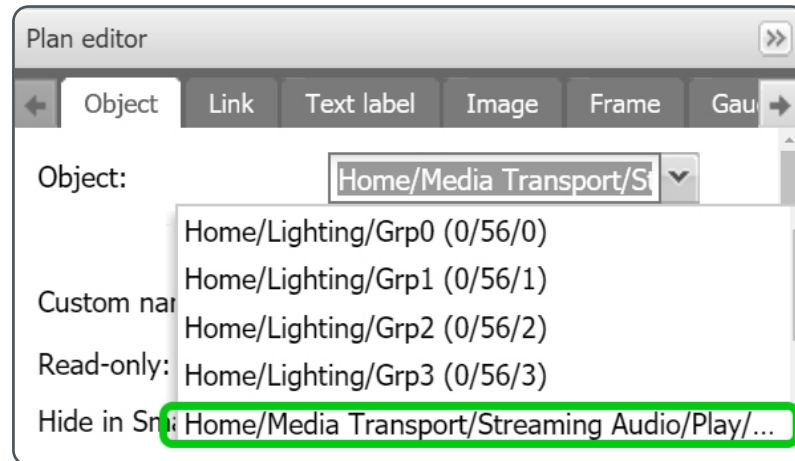 Plan editor
Object Link Text label Image Frame Gau
Object: Home/Media Transport/St
Home/Lighting/Grp0 (0/56/0)
Home/Lighting/Grp1 (0/56/1)
Custom nar
Home/Lighting/Grp2 (0/56/2)
Read-only:
Home/Lighting/Grp3 (0/56/3)
Hide in Sma
Home/Media Transport/Streaming Audio/Play/...